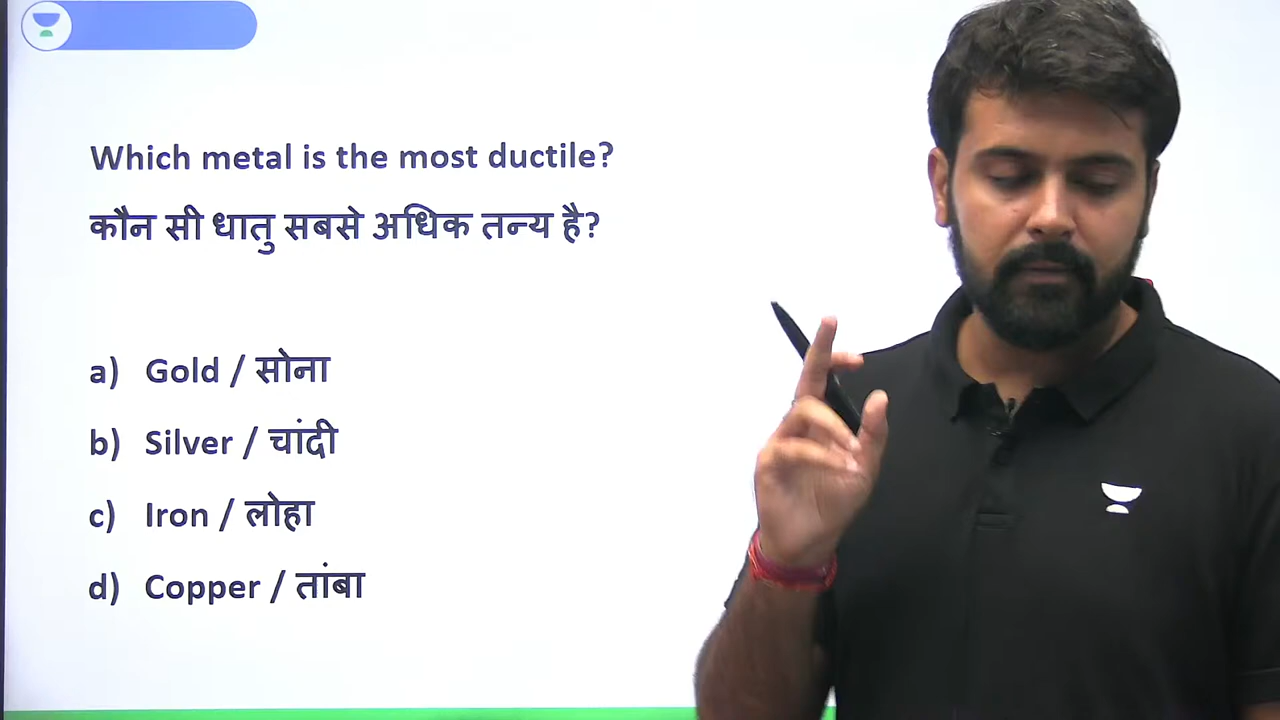 Which metal is the most ductile?
कौन सी धातु सबसे अधिक तन्य है?
a) Gold / सोना
b) Silver / चांदी
c) Iron / लोहा
d) Copper / तांबा